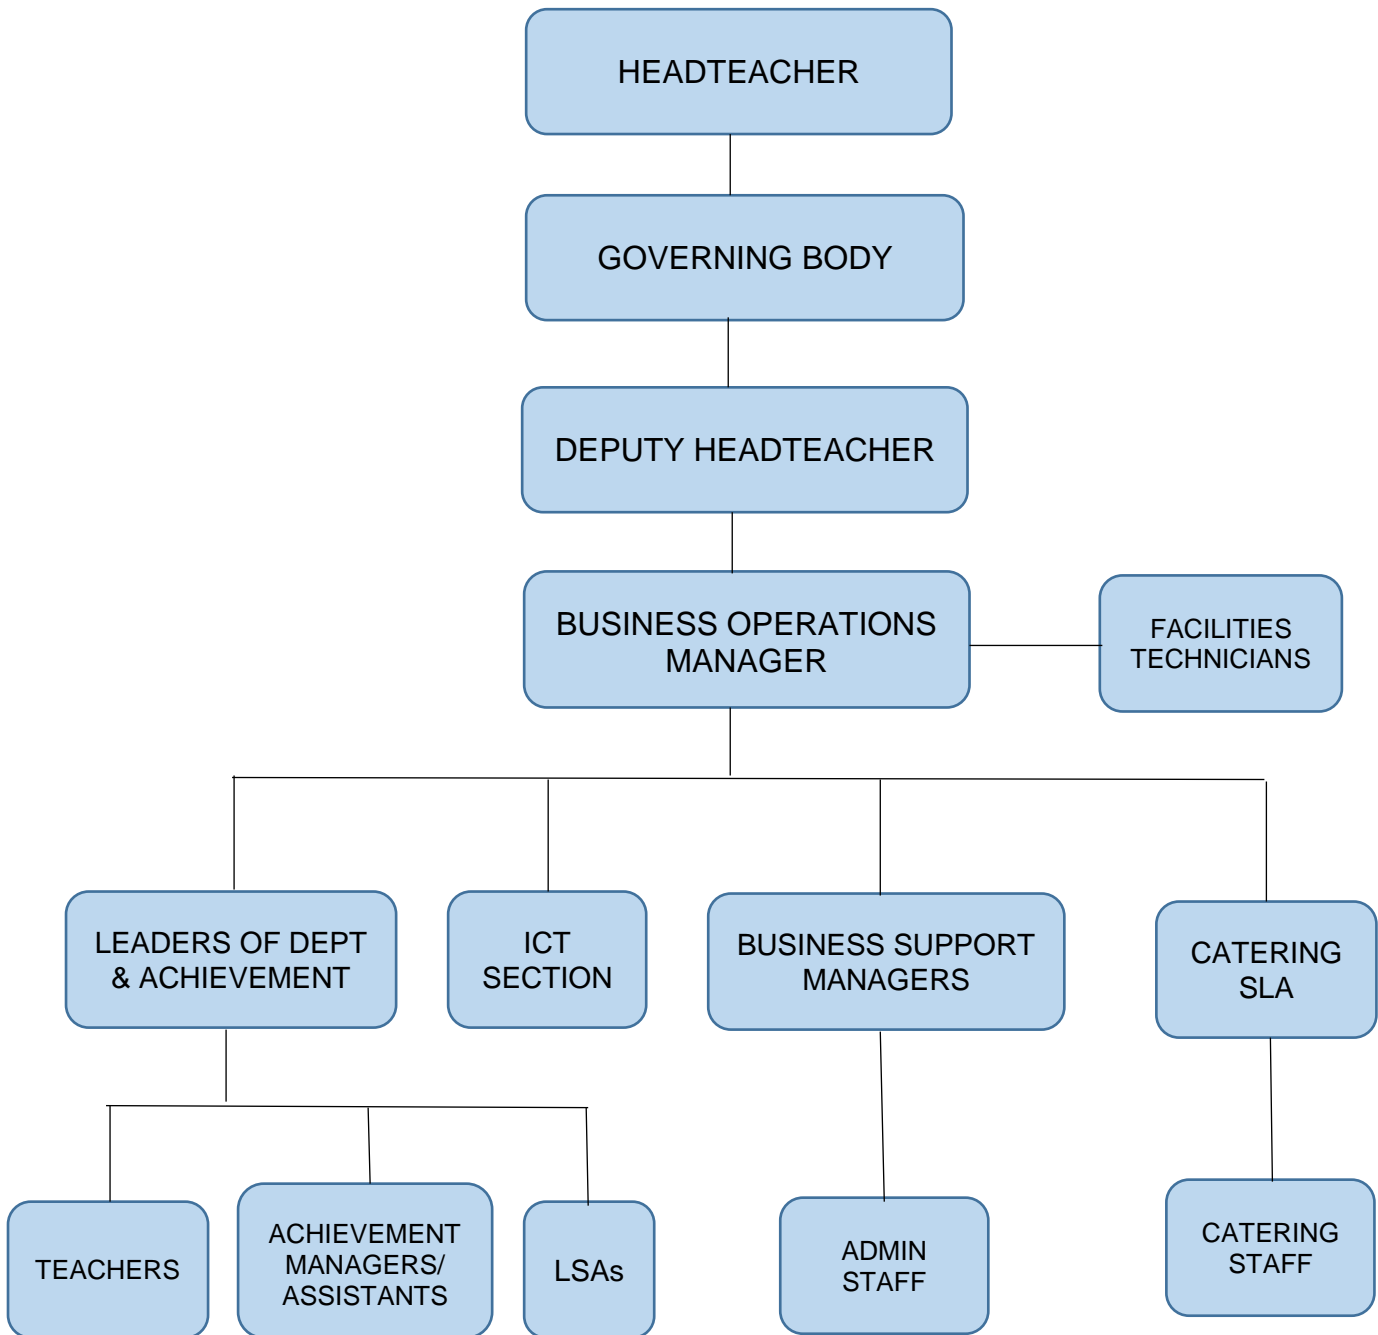 HEADTEACHER
GOVERNING BODY
DEPUTY HEADTEACHER
BUSINESS OPERATIONS
MANAGER
FACILITIES
TECHNICIANS
LEADERS OF DEPT
& ACHIEVEMENT
ICT
SECTION
BUSINESS SUPPORT
MANAGERS
CATERING
SLA
TEACHERS
ACHIEVEMENT
MANAGERS/
ASSISTANTS
LSAs
ADMIN
STAFF
CATERING
STAFF